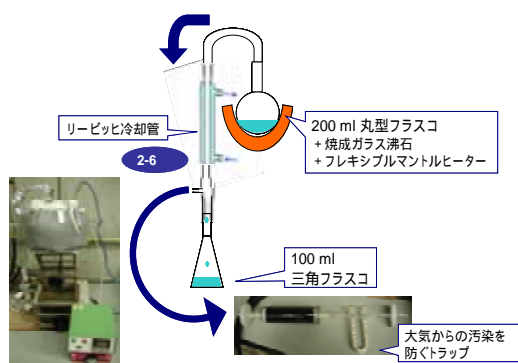 リービッヒ冷却管
2-6
200 ml 丸型フラスコ
+ 焼成ガラス沸石
+ フレキシブルマントルヒーター
100 ml
三角フラスコ
大気からの汚染を
防ぐトラップ